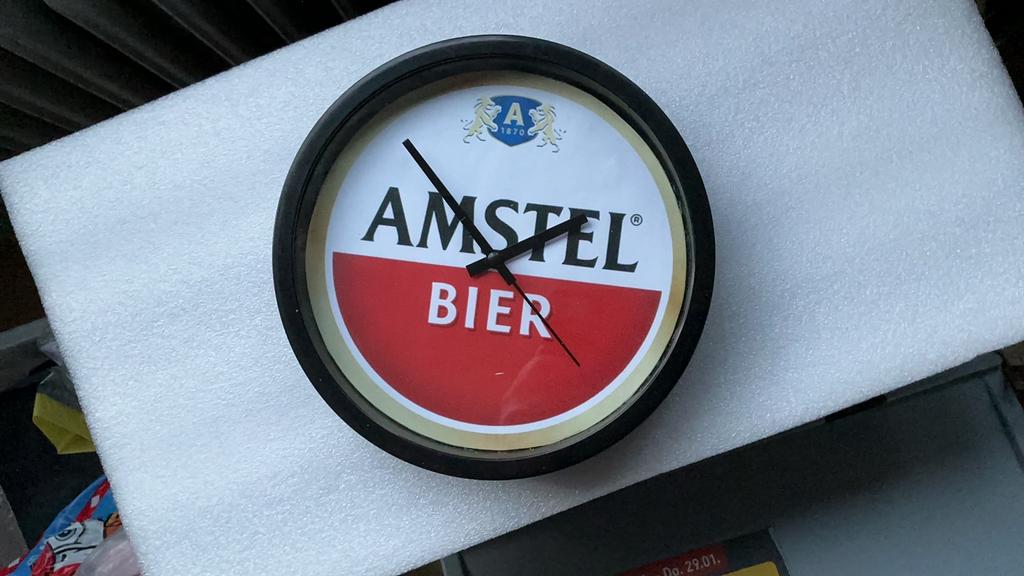 A
1870
AMSTEL®
BIER
Do. 29.01.